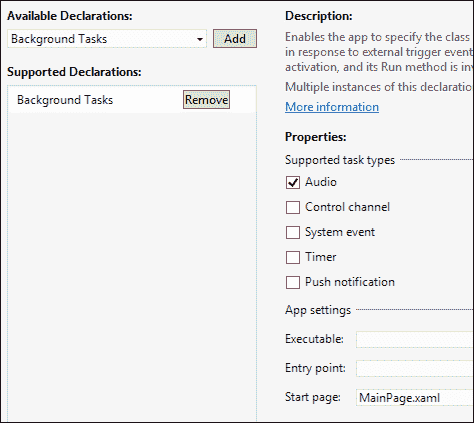 Available Declarations:
Background Tasks
Add
Supported Declarations:
Background Tasks
Remove
Description:
Enables the app to specify the class
in response to external trigger event
activation, and its Run method is in
Multiple instances of this declaratio
More information
Properties:
Supported task types
Audio
Control channel
System event
Timer
Push notification
App settings
Executable:
Entry point:
Start page:
MainPage.xaml